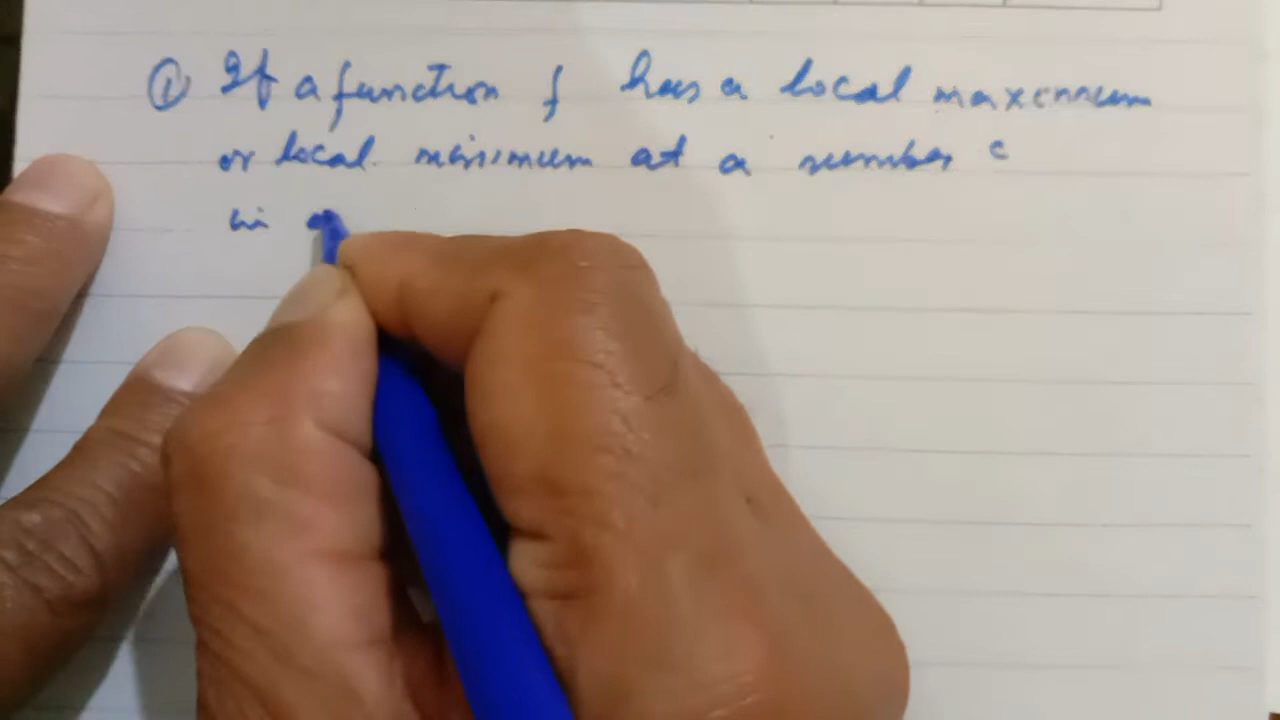 ① If a function f has a local maximum
or local minimum at a number c
in